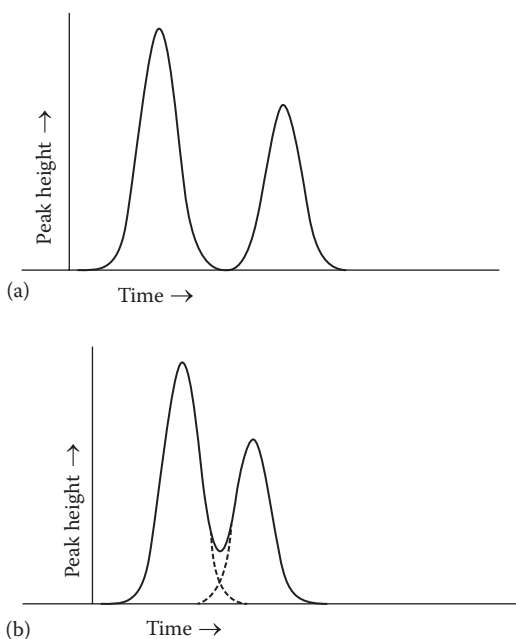 Peak height →
(a)
Time →
Peak height →
(b)
Time →